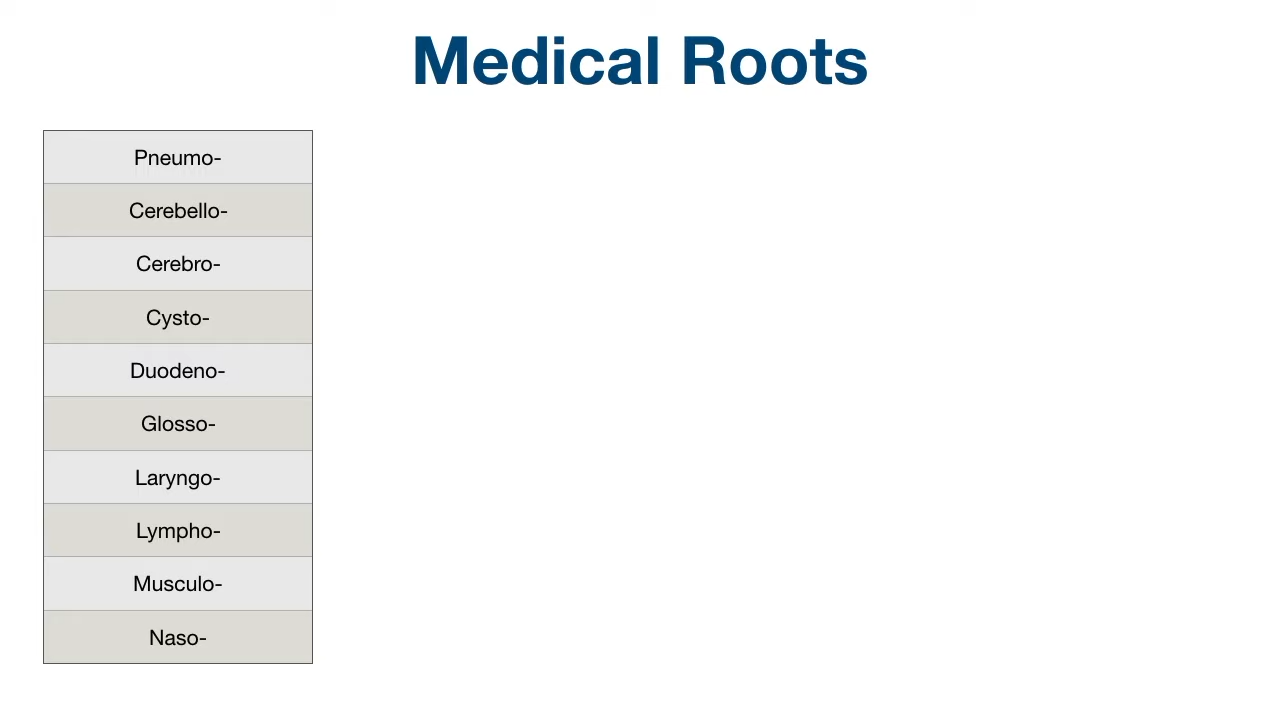 Medical Roots
Pneumo-
Cerebello-
Cerebro-
Cysto-
Duodeno-
Glosso-
Laryngo-
Lympho-
Musculo-
Naso-